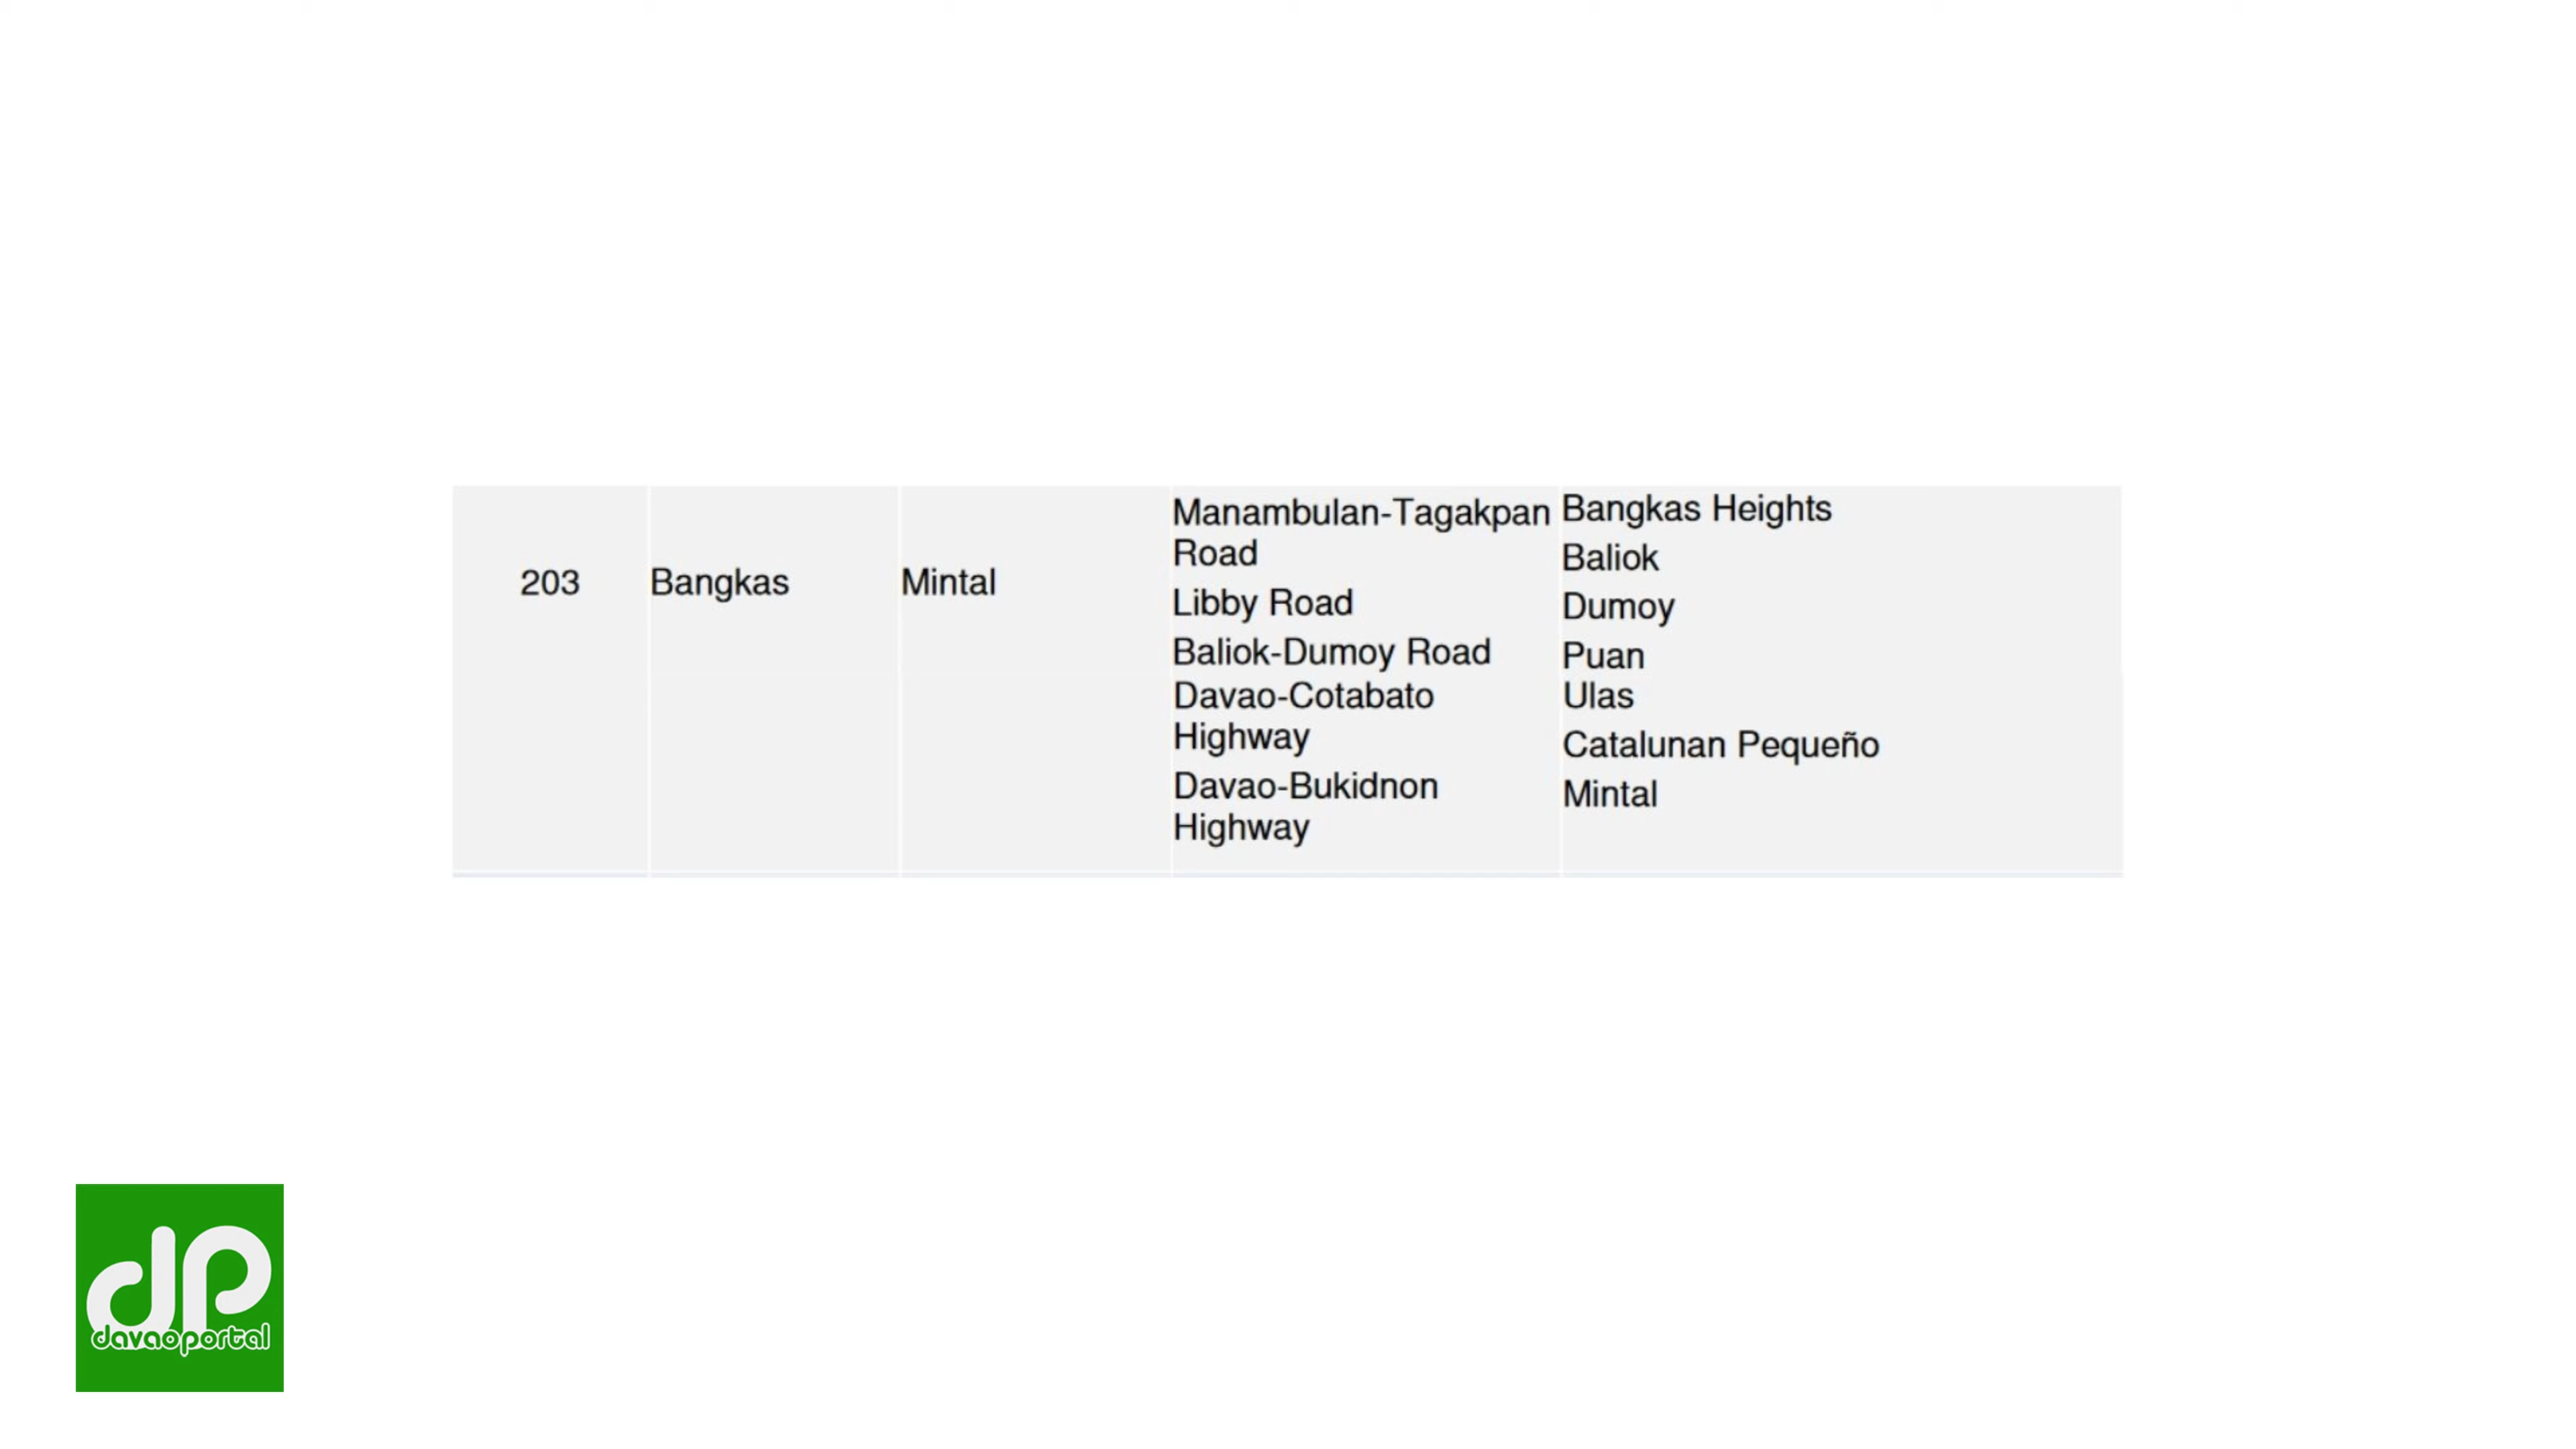 203
Bangkas
Mintal
Manambulan-Tagakpan
Road
Libby Road
Baliok-Dumoy Road
Davao-Cotabato
Highway
Davao-Bukidnon
Highway
Bangkas Heights
Baliok
Dumoy
Puan
Ulas
Catalunan Pequeño
Mintal
dp
davaoportal